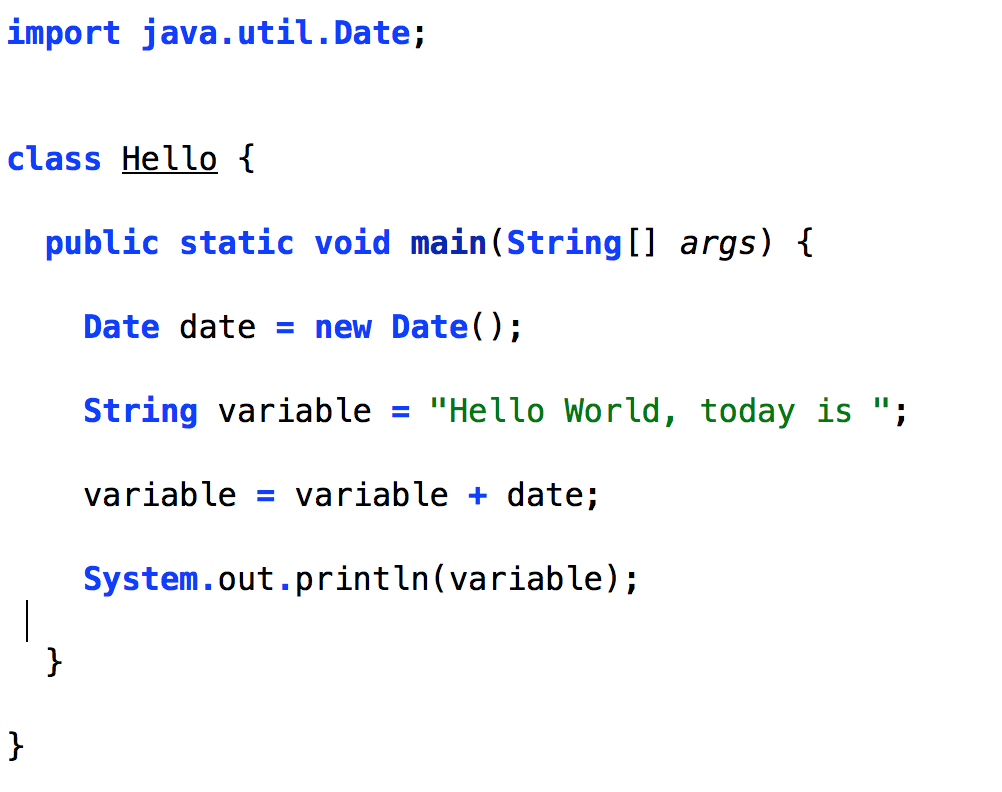 import java.util.Date;
class Hello {
public static void main(String[] args) {
Date date = new Date();
String variable = "Hello World, today is ";
variable = variable + date;
System.out.println(variable);
}
}